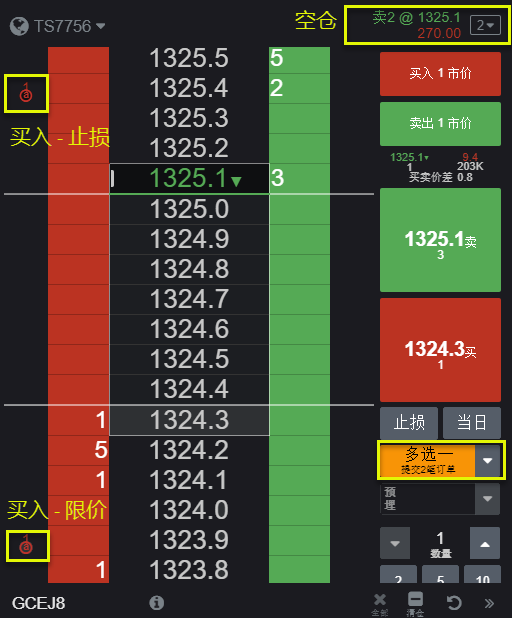 TS7756
空仓
卖2 @ 1325.1
270.00
2
1325.5 5
1
a
1325.4 2
1325.3
买入 - 止损
1325.2
1325.1 3
1325.0
1324.9
1324.8
1324.7
1324.6
1324.5
1324.4
1 1324.3
5 1324.2
1 1324.1
买入 - 限价
1324.0
1
a
1323.9
1 1323.8
买入 1 市价
卖出 1 市价
1325.1 9.4
1 203K
买卖价差 0.8
1325.1卖
3
1324.3买
1
止损 当日
多选一
提交2笔订单
预
埋
1
数量
2 5 10
GCEJ8
全部 清仓